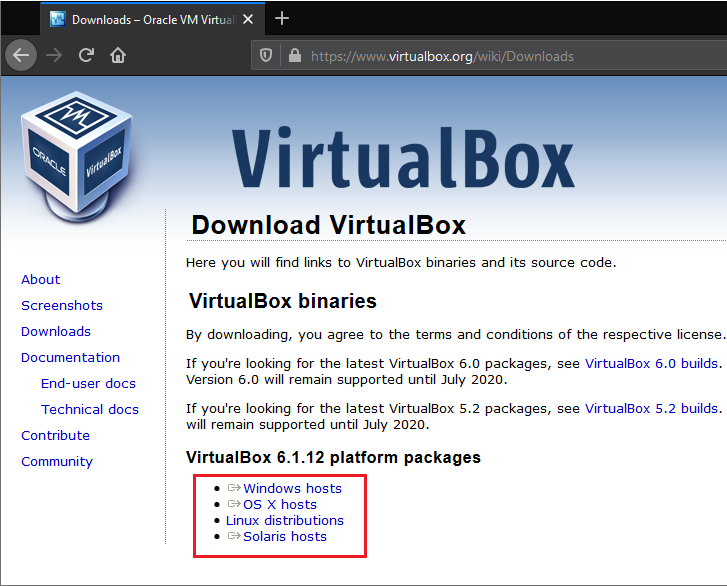 Downloads – Oracle VM Virtual
https://www.virtualbox.org/wiki/Downloads
ORACLE
VirtualBox
VirtualBox
Download VirtualBox
Here you will find links to VirtualBox binaries and its source code.
VirtualBox binaries
By downloading, you agree to the terms and conditions of the respective license.
If you're looking for the latest VirtualBox 6.0 packages, see VirtualBox 6.0 builds.
Version 6.0 will remain supported until July 2020.
If you're looking for the latest VirtualBox 5.2 packages, see VirtualBox 5.2 builds.
will remain supported until July 2020.
VirtualBox 6.1.12 platform packages
Windows hosts
OS X hosts
Linux distributions
Solaris hosts
About
Screenshots
Downloads
Documentation
End-user docs
Technical docs
Contribute
Community